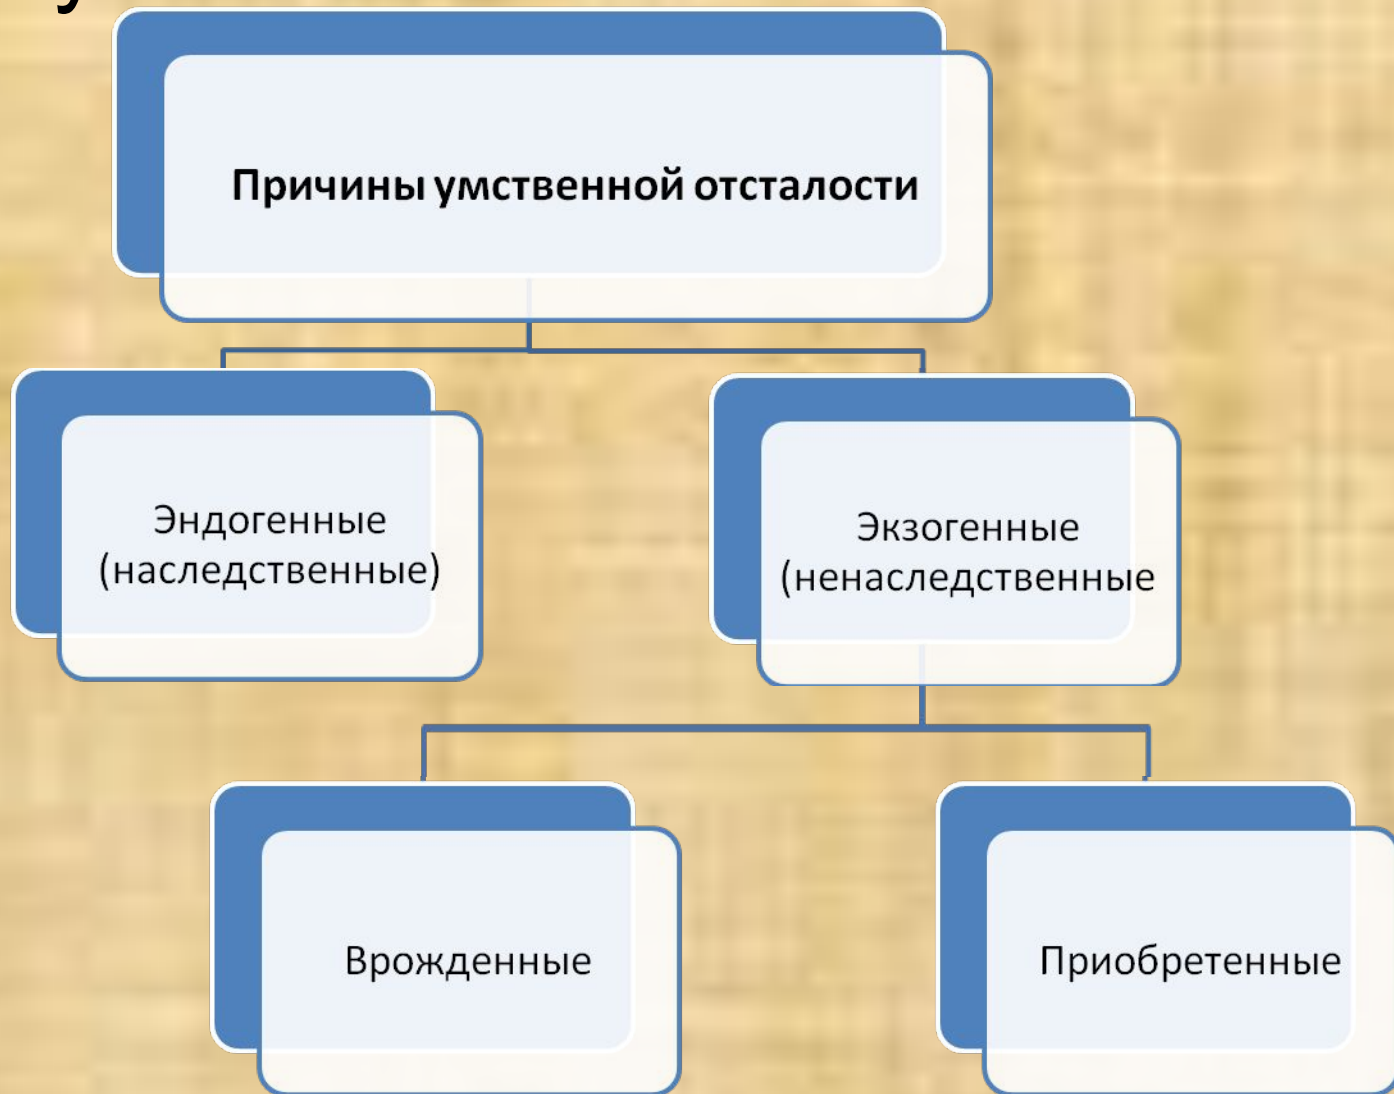 Причины умственной отсталости
Эндогенные
(наследственные)
Экзогенные
(ненаследственные
Врожденные
Приобретенные